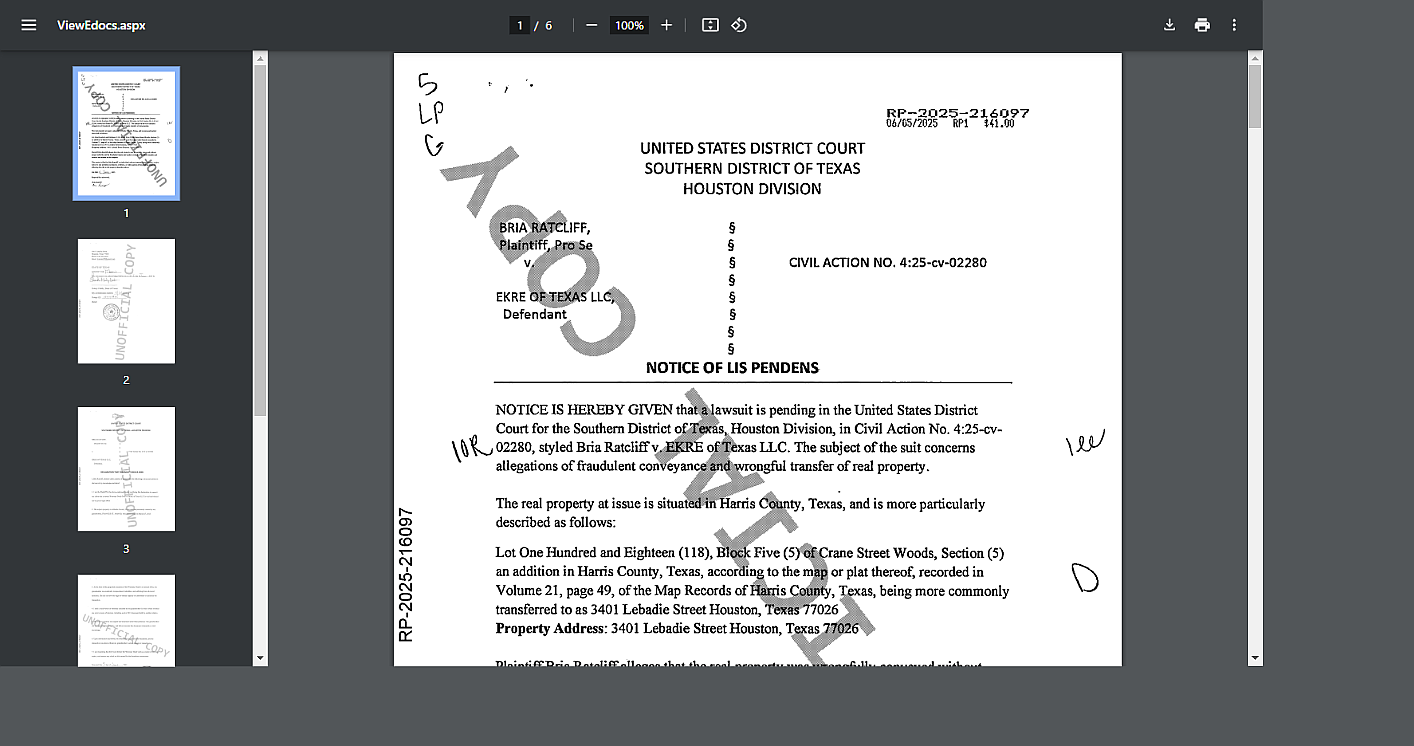 ViewEdocs.aspx
1 / 6
100%
1
2
3
UNOFFICIAL COPY
5
LP
G
RP-2025-216097
06/05/2025 RP1 $41.00
UNITED STATES DISTRICT COURT
SOUTHERN DISTRICT OF TEXAS
HOUSTON DIVISION
BRIA RATCLIFF, §
Plaintiff, Pro Se §
v. § CIVIL ACTION NO. 4:25-cv-02280
§
EKRE OF TEXAS LLC, §
Defendant §
§
§
NOTICE OF LIS PENDENS
NOTICE IS HEREBY GIVEN that a lawsuit is pending in the United States District
Court for the Southern District of Texas, Houston Division, in Civil Action No. 4:25-cv-
02280, styled Bria Ratcliff v. EKRE of Texas LLC. The subject of the suit concerns
allegations of fraudulent conveyance and wrongful transfer of real property.
10R
The real property at issue is situated in Harris County, Texas, and is more particularly
described as follows:
Lot One Hundred and Eighteen (118), Block Five (5) of Crane Street Woods, Section (5)
an addition in Harris County, Texas, according to the map or plat thereof, recorded in
Volume 21, page 49, of the Map Records of Harris County, Texas, being more commonly
transferred to as 3401 Lebadie Street Houston, Texas 77026
Property Address: 3401 Lebadie Street Houston, Texas 77026
Plaintiff Bria Ratcliff alleges that the real property was wrongfully conveyed without
D
RP-2025-216097
COPY